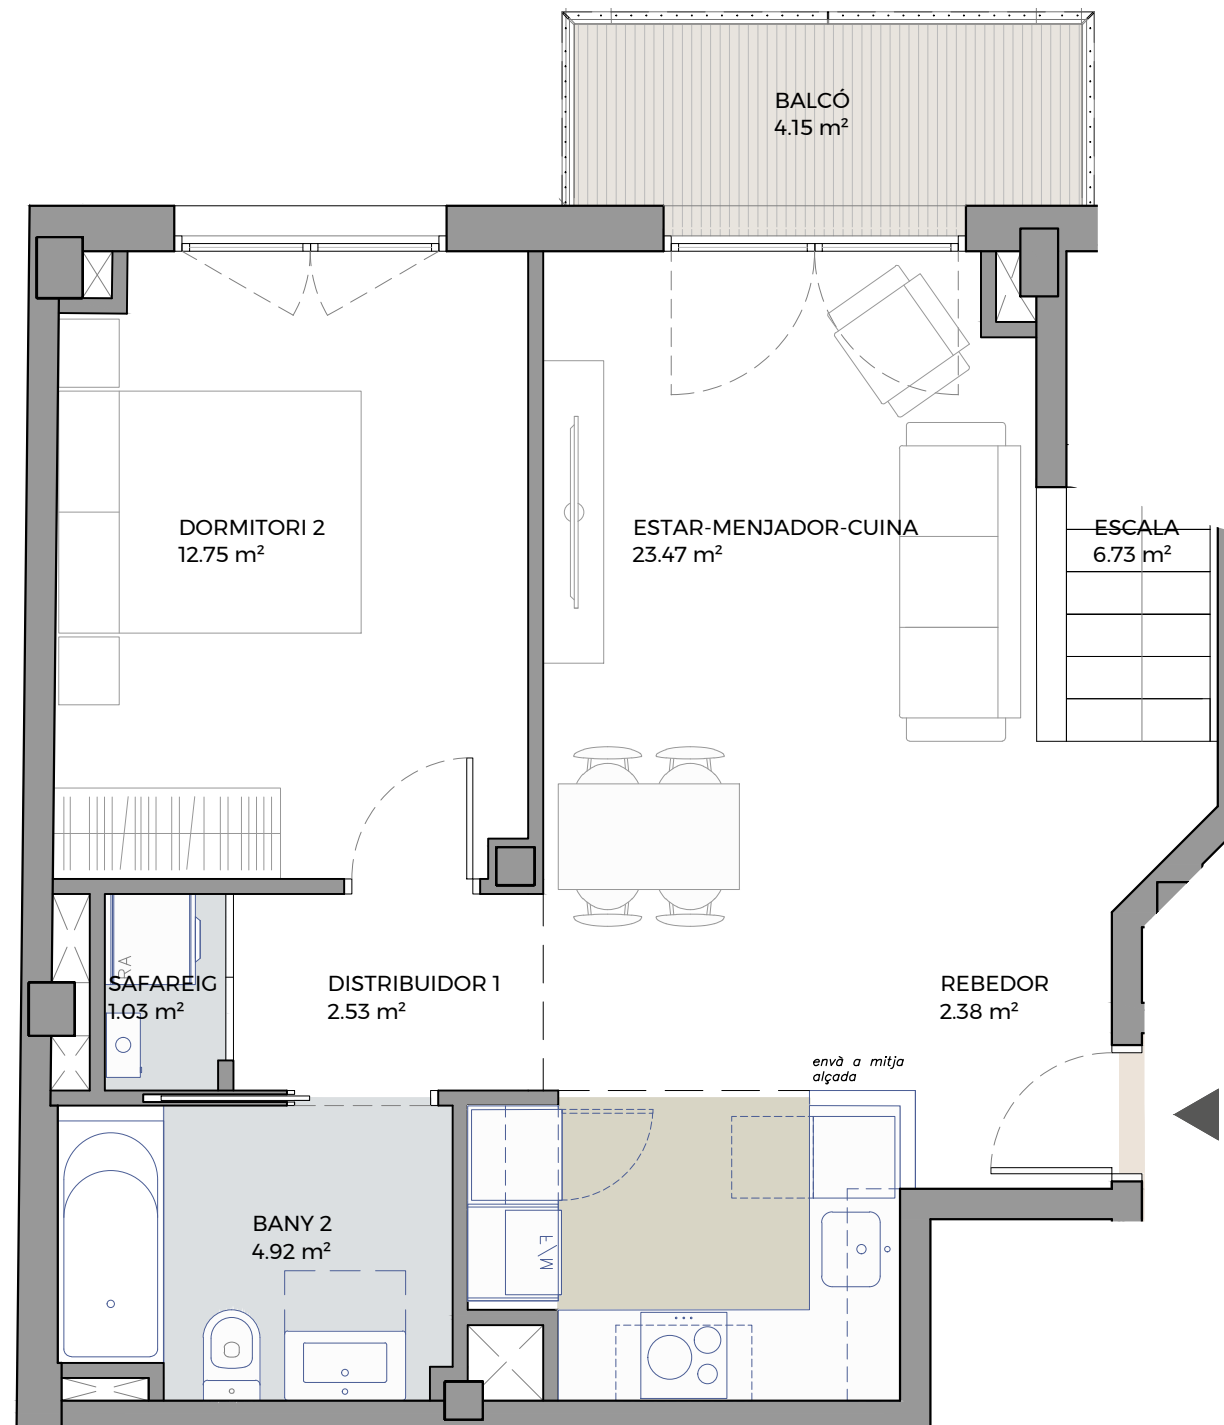 BALCÓ
4.15 m²
DORMITORI 2
12.75 m²
ESTAR-MENJADOR-CUINA
23.47 m²
ESCALA
6.73 m²
RA
SAFAREIG
1.03 m²
DISTRIBUIDOR 1
2.53 m²
REBEDOR
2.38 m²
envà a mitja
alçada
BANY 2
4.92 m²
M\F